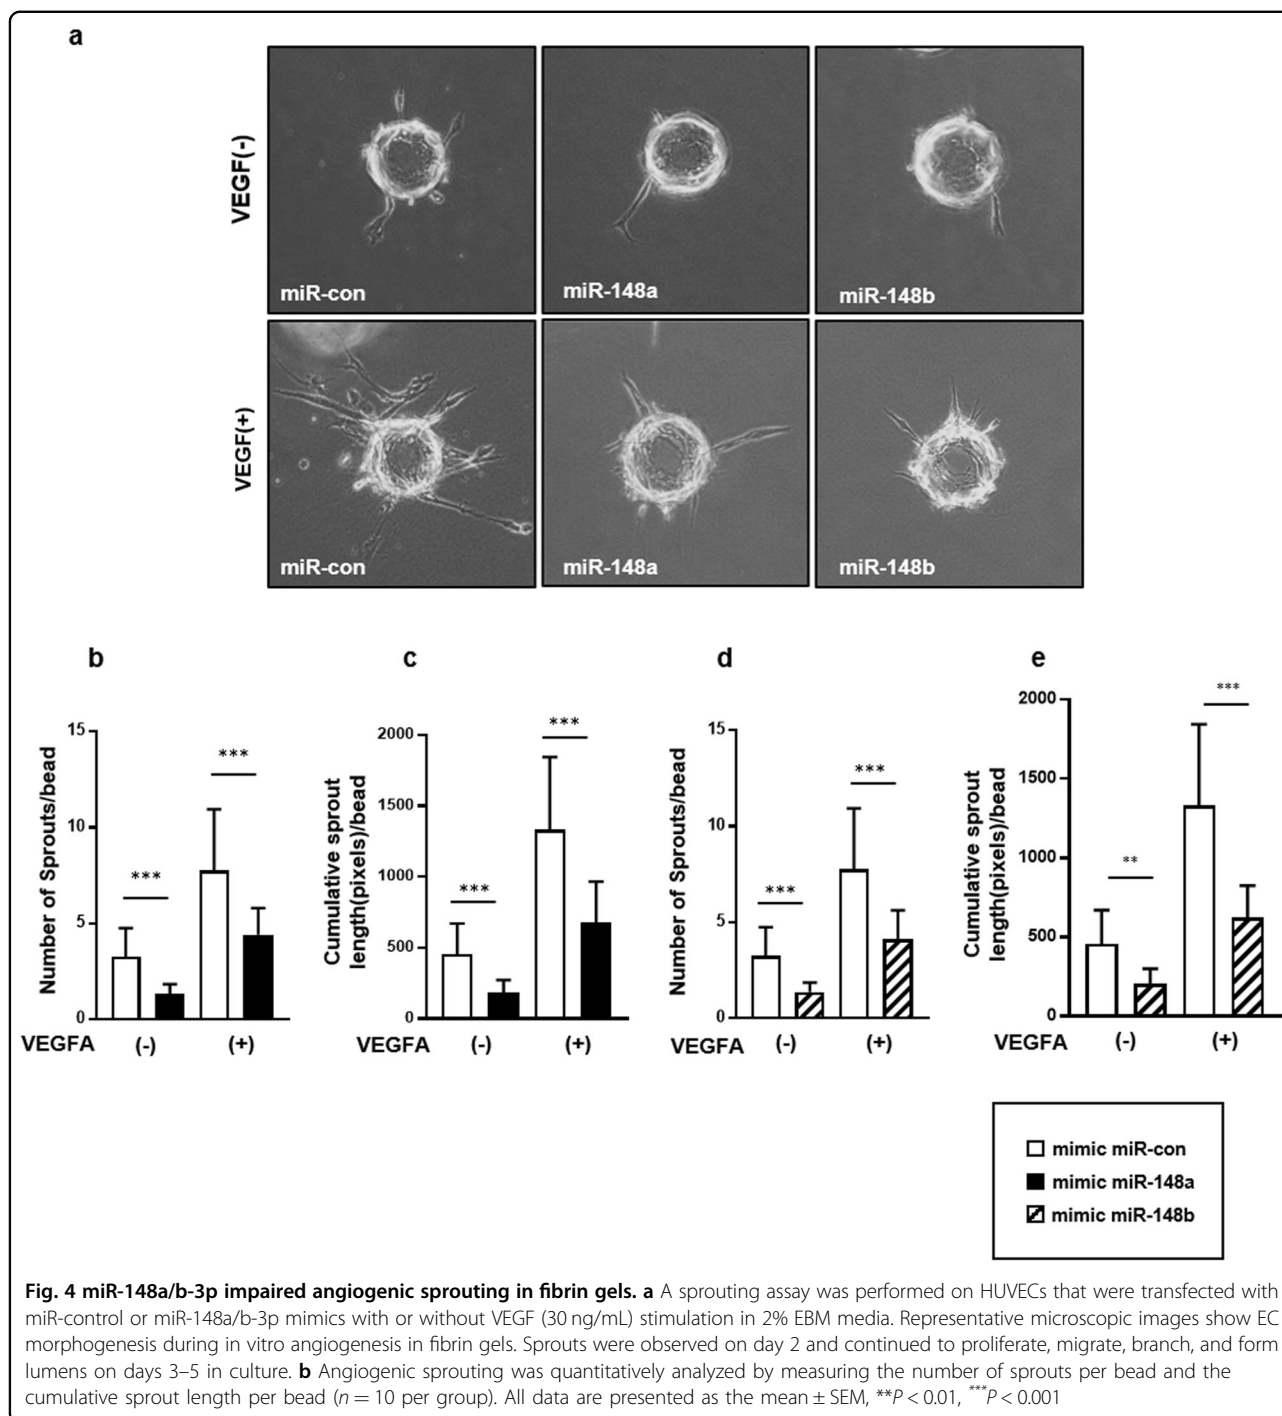 a
VEGF(-)
miR-con
miR-148a
miR-148b
VEGF(+)
miR-con
miR-148a
miR-148b
b
Number of Sprouts/bead
15
10
5
0
***
***
VEGFA (-) (+)
c
Cumulative sprout
length(pixels)/bead
2000
1500
1000
500
0
***
***
VEGFA (-) (+)
d
Number of Sprouts/bead
15
10
5
0
***
***
VEGFA (-) (+)
e
Cumulative sprout
length(pixels)/bead
2000
1500
1000
500
0
**
***
VEGFA (-) (+)
mimic miR-con
mimic miR-148a
mimic miR-148b
Fig. 4 miR-148a/b-3p impaired angiogenic sprouting in fibrin gels. a A sprouting assay was performed on HUVECs that were transfected with
miR-control or miR-148a/b-3p mimics with or without VEGF (30 ng/mL) stimulation in 2% EBM media. Representative microscopic images show EC
morphogenesis during in vitro angiogenesis in fibrin gels. Sprouts were observed on day 2 and continued to proliferate, migrate, branch, and form
lumens on days 3–5 in culture. b Angiogenic sprouting was quantitatively analyzed by measuring the number of sprouts per bead and the
cumulative sprout length per bead (n = 10 per group). All data are presented as the mean ± SEM, **P < 0.01, ***P < 0.001